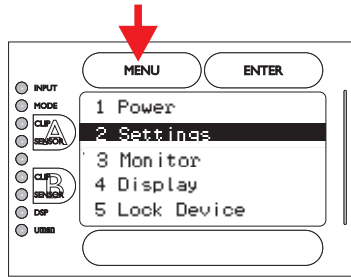 MENU ENTER
INPUT
MODE
CLIP
A
SENSOR
CLIP
B
SENSOR
DSP
1 Power
2 Settings
3 Monitor
4 Display
5 Lock Device